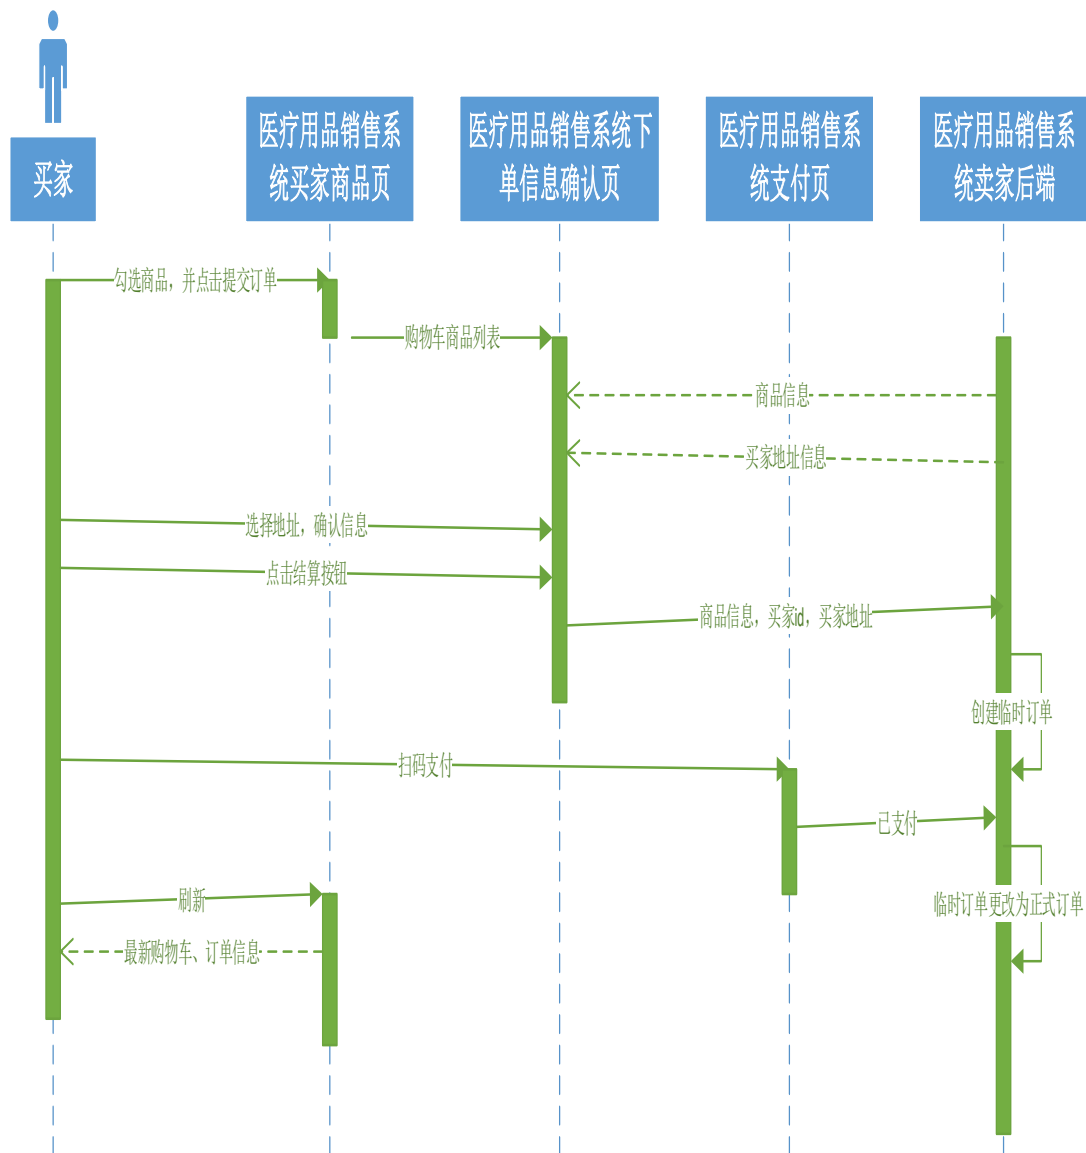 买家
医疗用品销售系
统买家商品页
医疗用品销售系统下
单信息确认页
医疗用品销售系
统支付页
医疗用品销售系
统卖家后端
勾选商品，并点击提交订单
购物车商品列表
商品信息
买家地址信息
选择地址，确认信息
点击结算按钮
商品信息，买家id，买家地址
创建临时订单
扫码支付
已支付
刷新
临时订单更改为正式订单
最新购物车、订单信息